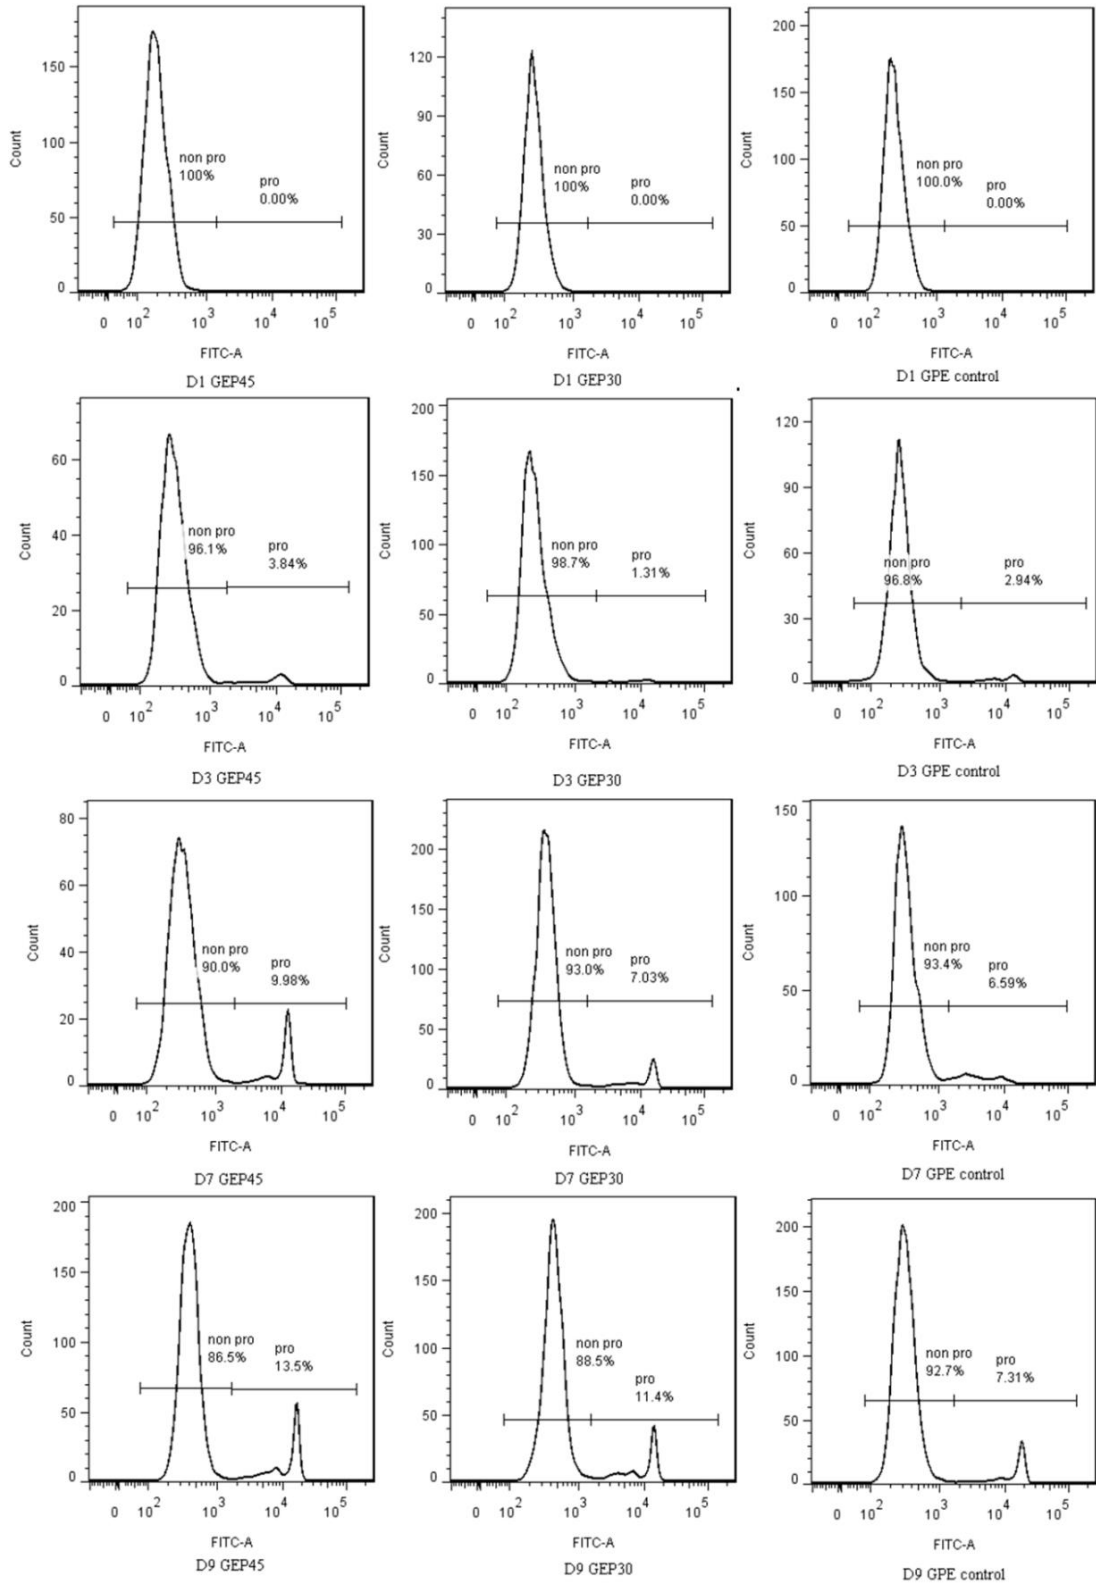 150
100
50
0
Count
non pro
100%
pro
0.00%
0 10^2 10^3 10^4 10^5
FITC-A
D1 GEP45
120
90
60
30
0
Count
non pro
100%
pro
0.00%
0 10^2 10^3 10^4 10^5
FITC-A
D1 GEP30
200
150
100
50
0
Count
non pro
100.0%
pro
0.00%
0 10^2 10^3 10^4 10^5
FITC-A
D1 GPE control
60
40
20
0
Count
non pro
96.1%
pro
3.84%
0 10^2 10^3 10^4 10^5
FITC-A
D3 GEP45
200
150
100
50
0
Count
non pro
98.7%
pro
1.31%
0 10^2 10^3 10^4 10^5
FITC-A
D3 GEP30
120
90
60
30
0
Count
non pro
96.8%
pro
2.94%
0 10^2 10^3 10^4 10^5
FITC-A
D3 GPE control
80
60
40
20
0
Count
non pro
90.0%
pro
9.98%
0 10^2 10^3 10^4 10^5
FITC-A
D7 GEP45
200
150
100
50
0
Count
non pro
93.0%
pro
7.03%
0 10^2 10^3 10^4 10^5
FITC-A
D7 GEP30
150
100
50
0
Count
non pro
93.4%
pro
6.59%
0 10^2 10^3 10^4 10^5
FITC-A
D7 GPE control
200
150
100
50
0
Count
non pro
86.5%
pro
13.5%
0 10^2 10^3 10^4 10^5
FITC-A
D9 GEP45
200
150
100
50
0
Count
non pro
88.5%
pro
11.4%
0 10^2 10^3 10^4 10^5
FITC-A
D9 GEP30
200
150
100
50
0
Count
non pro
92.7%
pro
7.31%
0 10^2 10^3 10^4 10^5
FITC-A
D9 GPE control